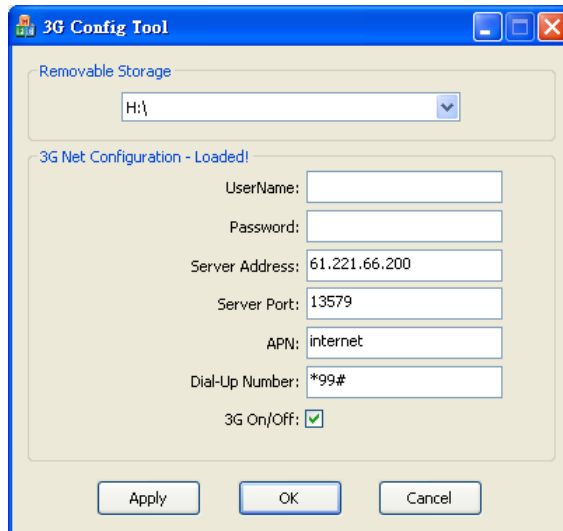 3G Config Tool
Removable Storage
H:\
3G Net Configuration - Loaded!
UserName:
Password:
Server Address: 61.221.66.200
Server Port: 13579
APN: internet
Dial-Up Number: *99#
3G On/Off:
Apply OK Cancel